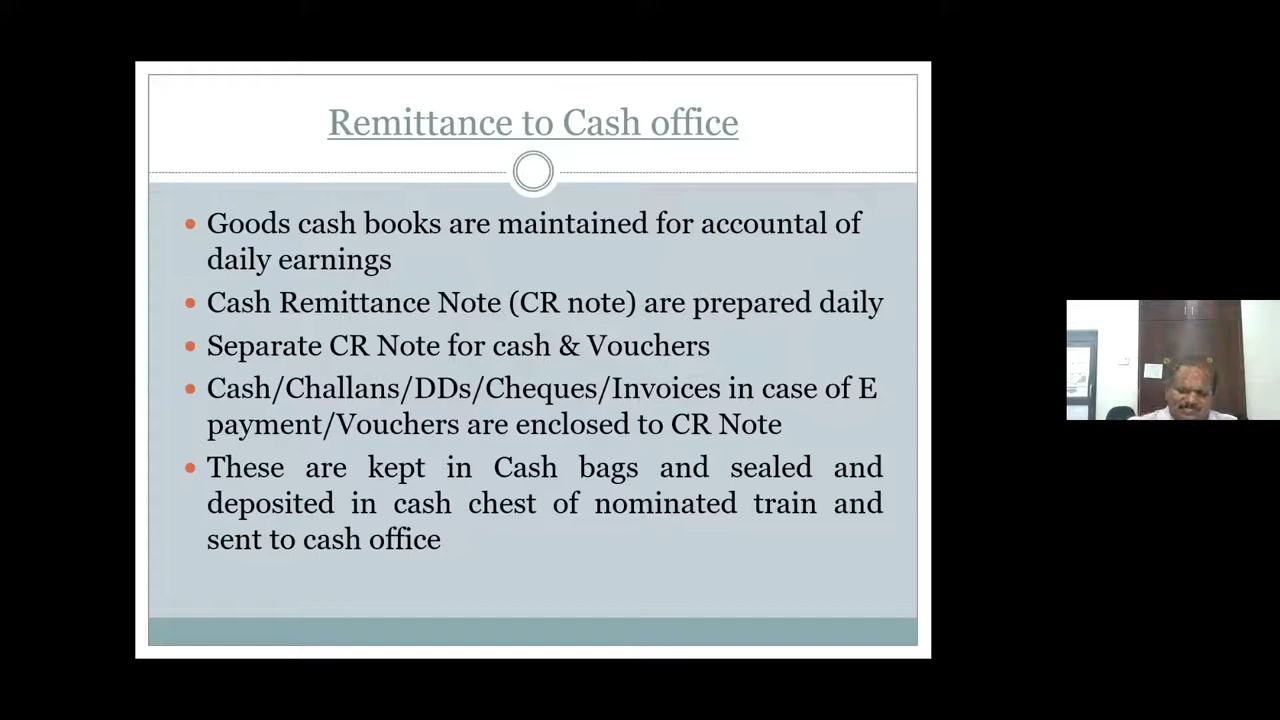 Remittance to Cash office
Goods cash books are maintained for accountal of
daily earnings
Cash Remittance Note (CR note) are prepared daily
Separate CR Note for cash & Vouchers
Cash/Challans/DDs/Cheques/Invoices in case of E
payment/Vouchers are enclosed to CR Note
These are kept in Cash bags and sealed and
deposited in cash chest of nominated train and
sent to cash office